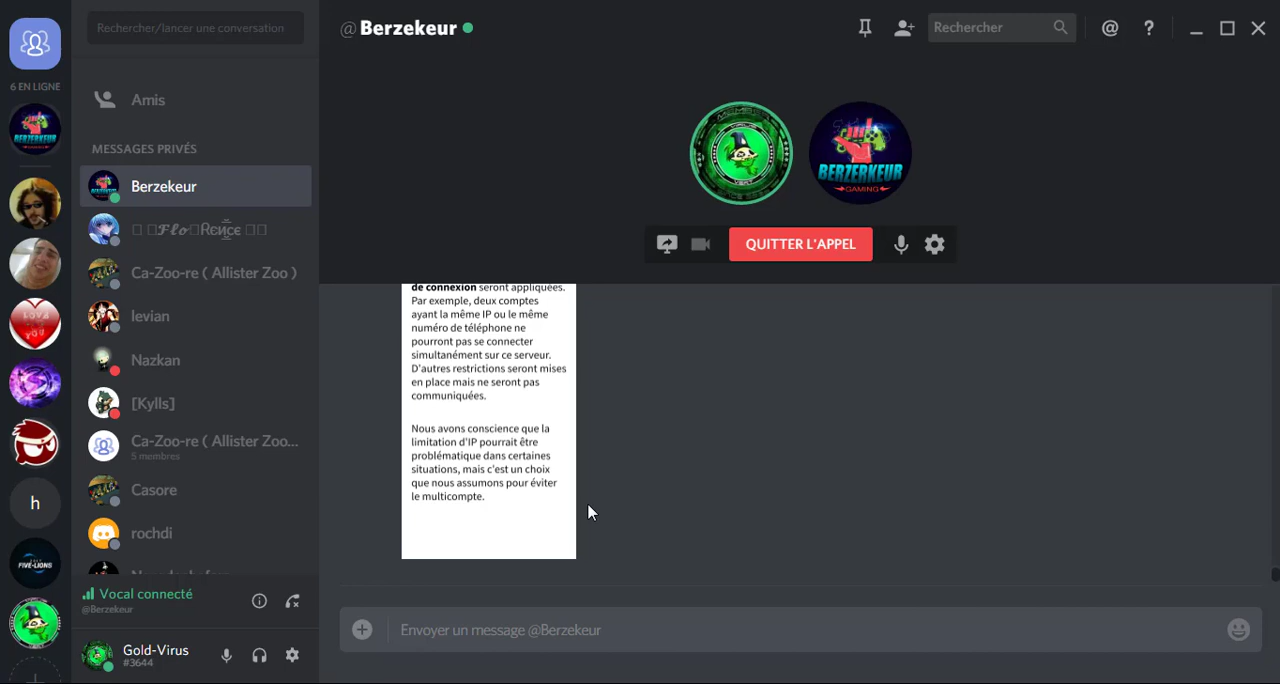 Rechercher/lancer une conversation
@Berzekeur
Rechercher
6 EN LIGNE
Amis
MESSAGES PRIVÉS
Berzekeur
Ca-Zoo-re ( Allister Zoo )
levian
Nazkan
[Kylls]
Ca-Zoo-re ( Allister Zoo...
5 membres
Casore
rochdi
h
FIVE-LIONS
Vocal connecté
@Berzekeur
Gold-Virus
#3644
BERZERKEUR
GAMING
QUITTER L'APPEL
de connexion seront appliquées.
Par exemple, deux comptes
ayant la même IP ou le même
numéro de téléphone ne
pourront pas se connecter
simultanément sur ce serveur.
D'autres restrictions seront mises
en place mais ne seront pas
communiquées.
Nous avons conscience que la
limitation d'IP pourrait être
problématique dans certaines
situations, mais c'est un choix
que nous assumons pour éviter
le multicompte.
Envoyer un message @Berzekeur